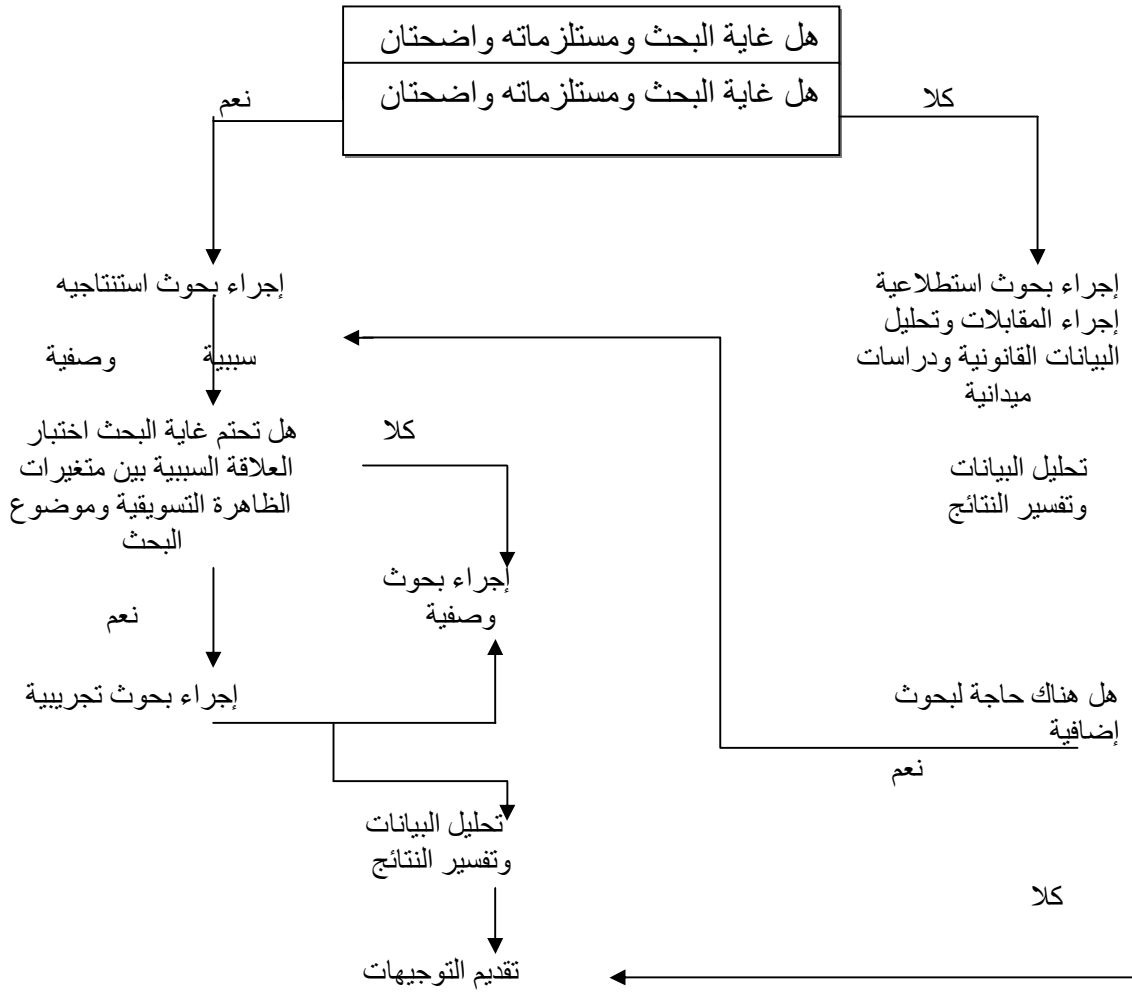 هل غاية البحث ومستلزماته واضحتان
هل غاية البحث ومستلزماته واضحتان
كلا
نعم
إجراء بحوث استطلاعية
إجراء المقابلات وتحليل
البيانات القانونية ودراسات
ميدانية
تحليل البيانات
وتفسير النتائج
هل هناك حاجة لبحوث
إضافية
نعم
كلا
إجراء بحوث استنتاجيه
سببية وصفية
هل تحتم غاية البحث اختبار
العلاقة السببية بين متغيرات
الظاهرة التسويقية وموضوع
البحث
كلا
نعم
إجراء بحوث
وصفية
إجراء بحوث تجريبية
تحليل البيانات
وتفسير النتائج
تقديم التوجيهات